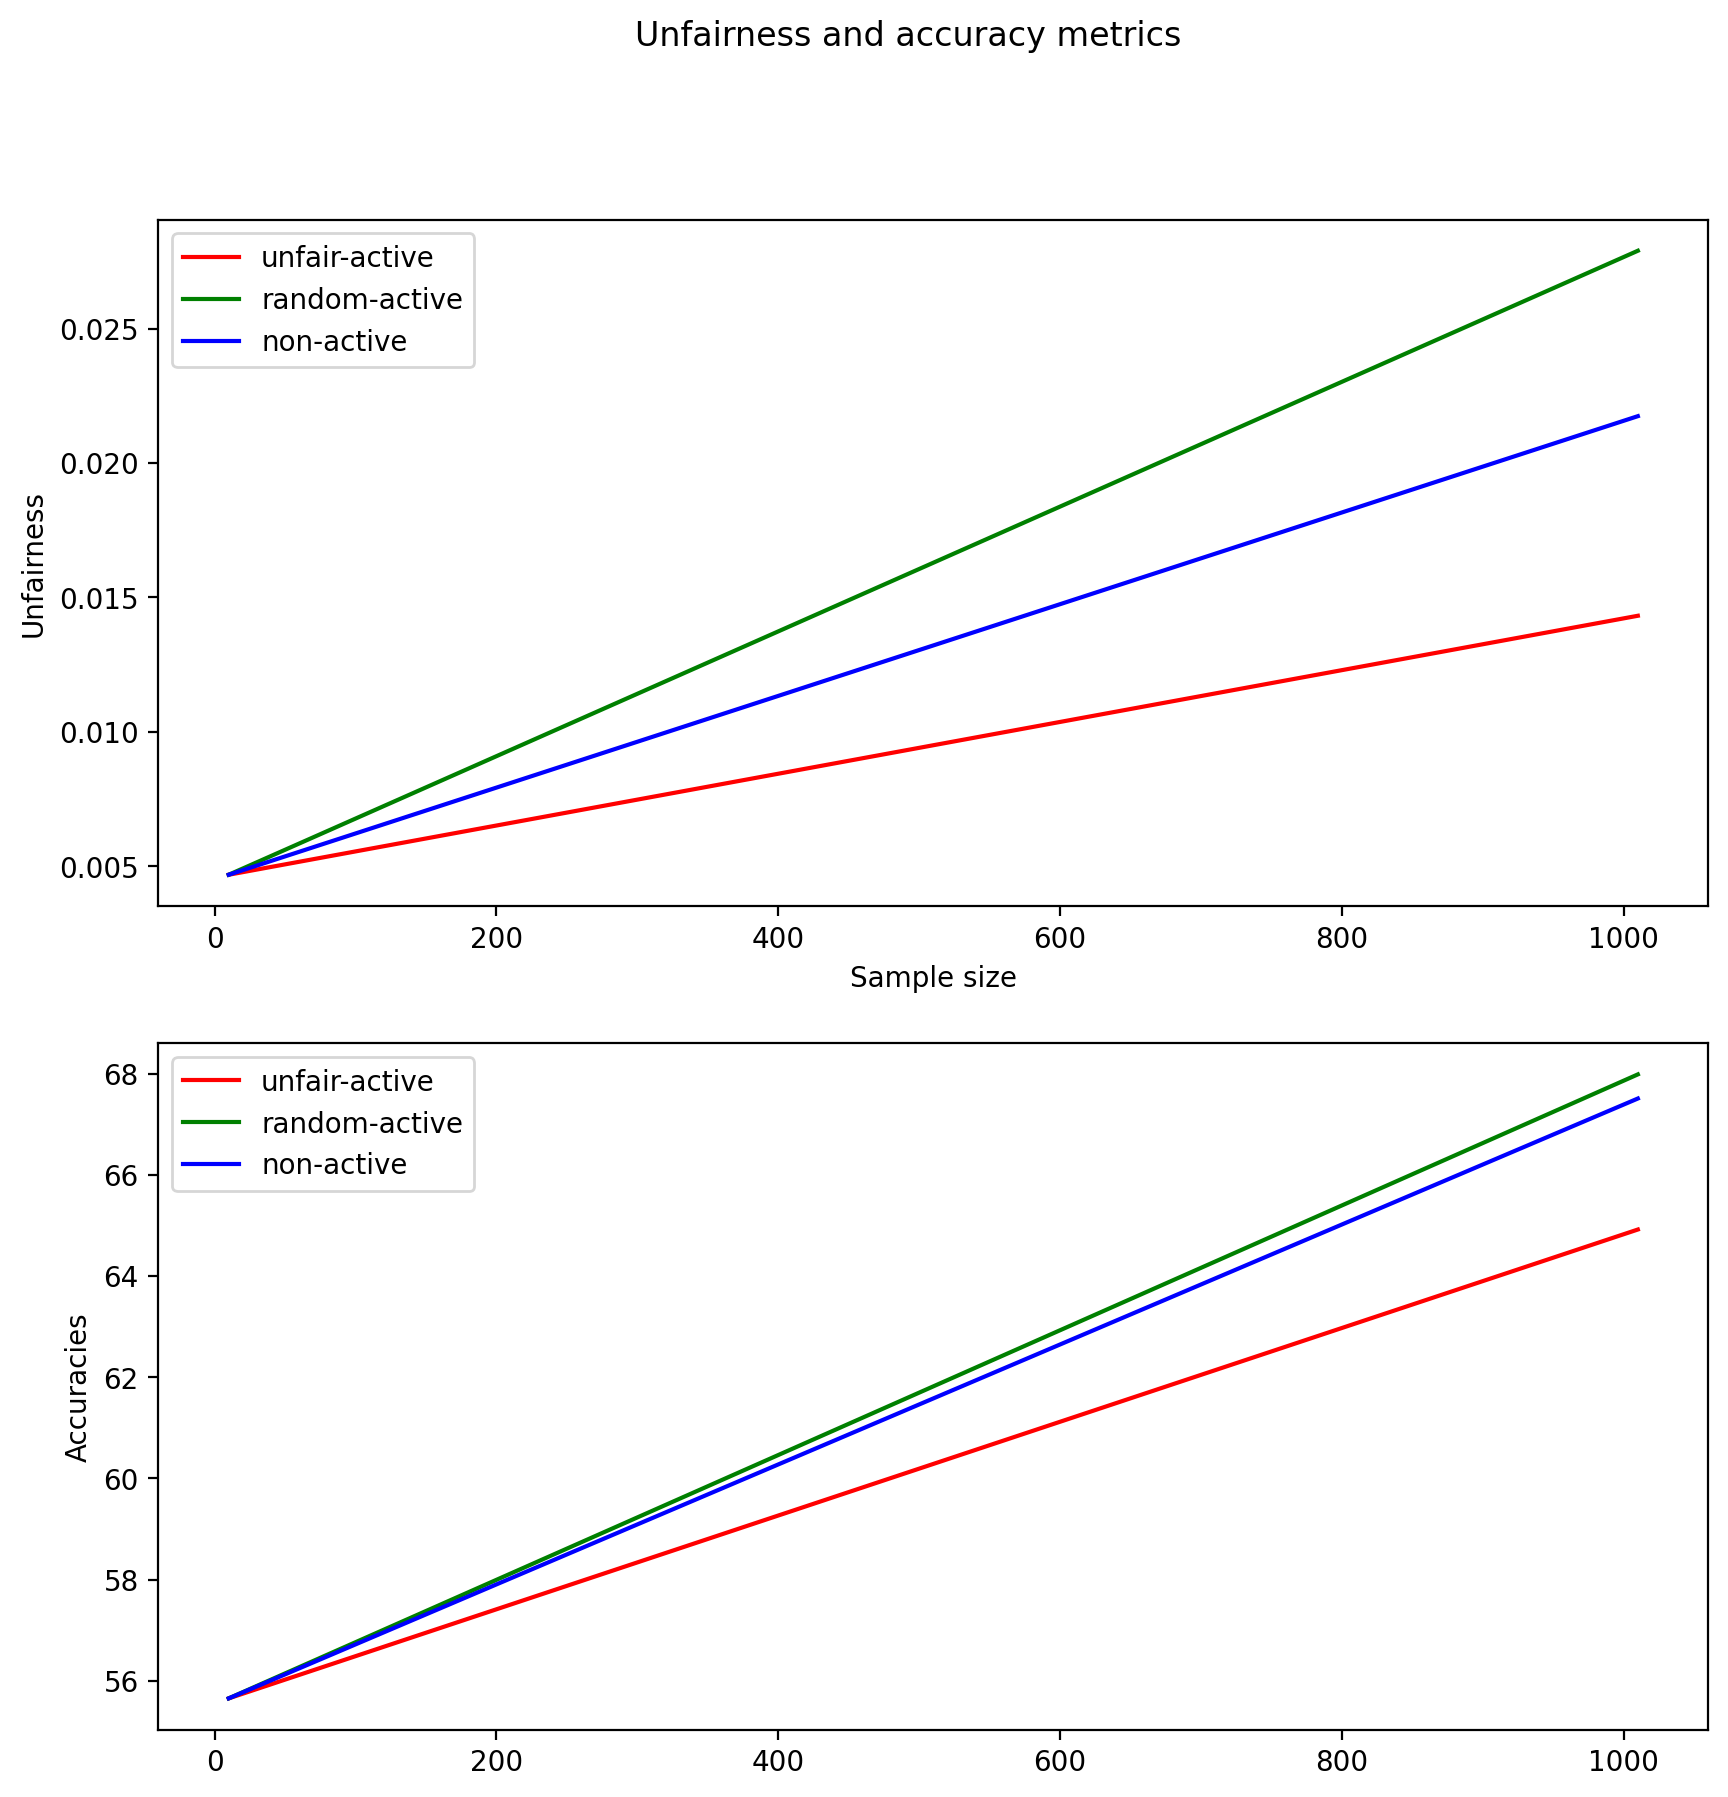 Unfairness and accuracy metrics
unfair-active
random-active
non-active
0.025
0.020
0.015
0.010
0.005
Unfairness
0 200 400 600 800 1000
Sample size
unfair-active
random-active
non-active
68
66
64
62
60
58
56
Accuracies
0 200 400 600 800 1000